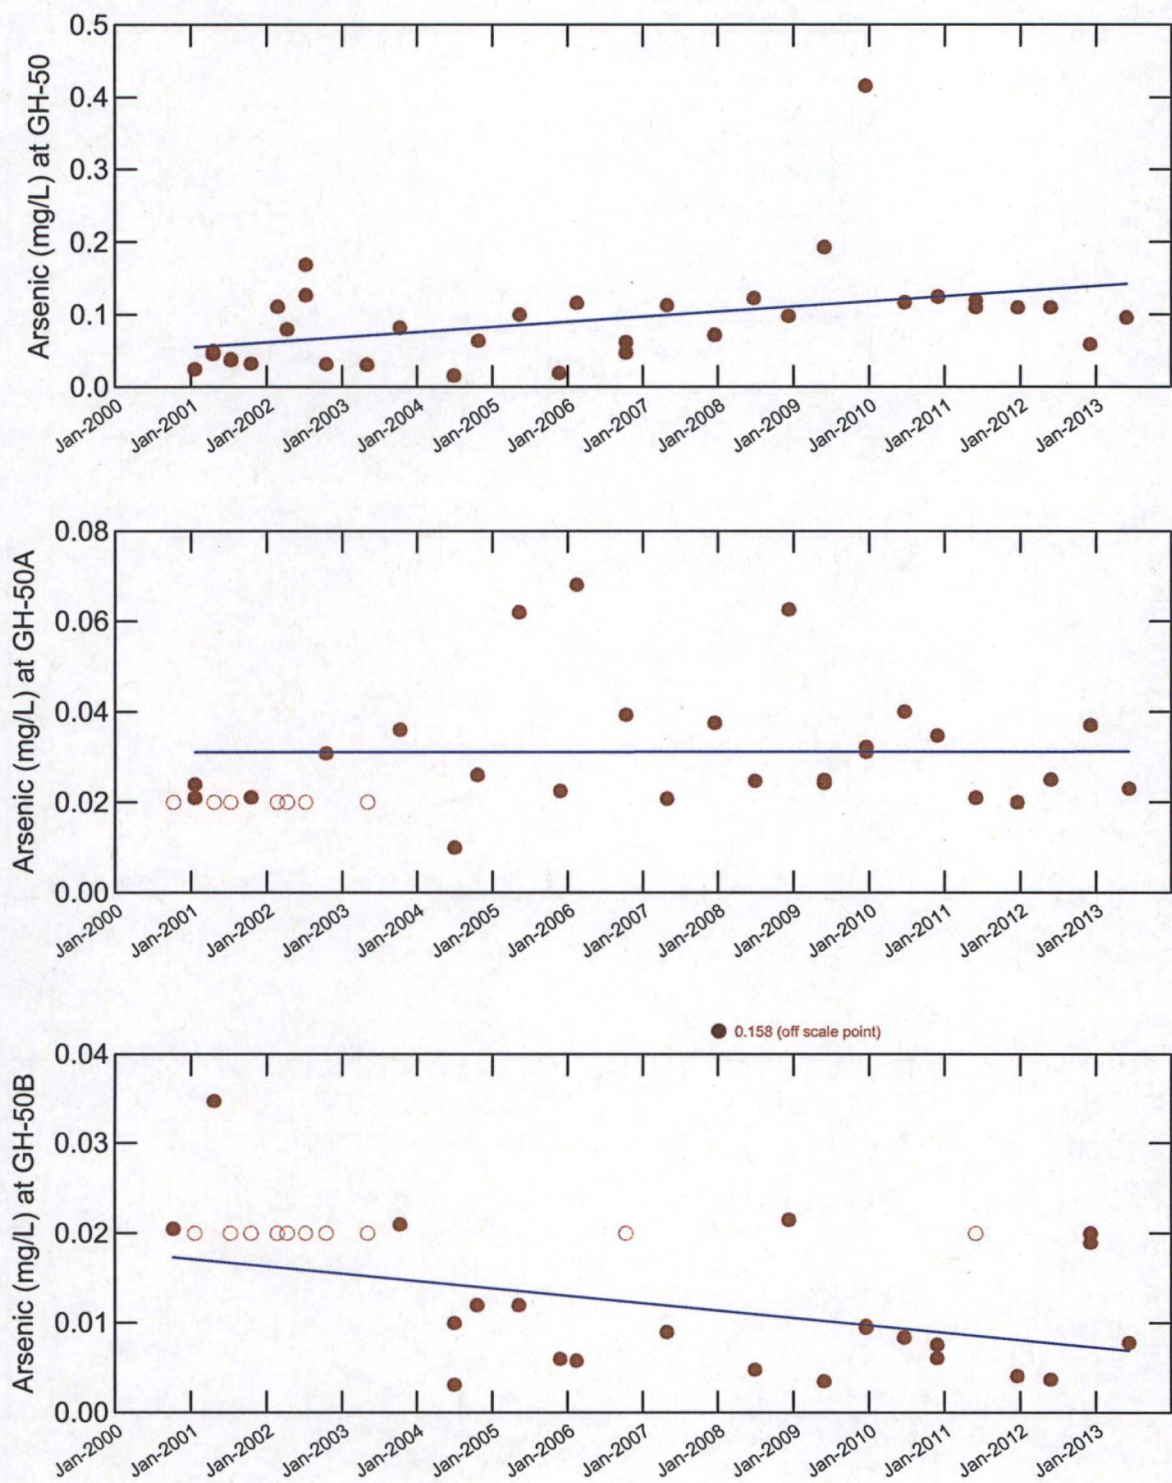 Arsenic (mg/L) at GH-50
0.5
0.4
0.3
0.2
0.1
0.0
Jan-2000 Jan-2001 Jan-2002 Jan-2003 Jan-2004 Jan-2005 Jan-2006 Jan-2007 Jan-2008 Jan-2009 Jan-2010 Jan-2011 Jan-2012 Jan-2013
Arsenic (mg/L) at GH-50A
0.08
0.06
0.04
0.02
0.00
Jan-2000 Jan-2001 Jan-2002 Jan-2003 Jan-2004 Jan-2005 Jan-2006 Jan-2007 Jan-2008 Jan-2009 Jan-2010 Jan-2011 Jan-2012 Jan-2013
0.158 (off scale point)
Arsenic (mg/L) at GH-50B
0.04
0.03
0.02
0.01
0.00
Jan-2000 Jan-2001 Jan-2002 Jan-2003 Jan-2004 Jan-2005 Jan-2006 Jan-2007 Jan-2008 Jan-2009 Jan-2010 Jan-2011 Jan-2012 Jan-2013